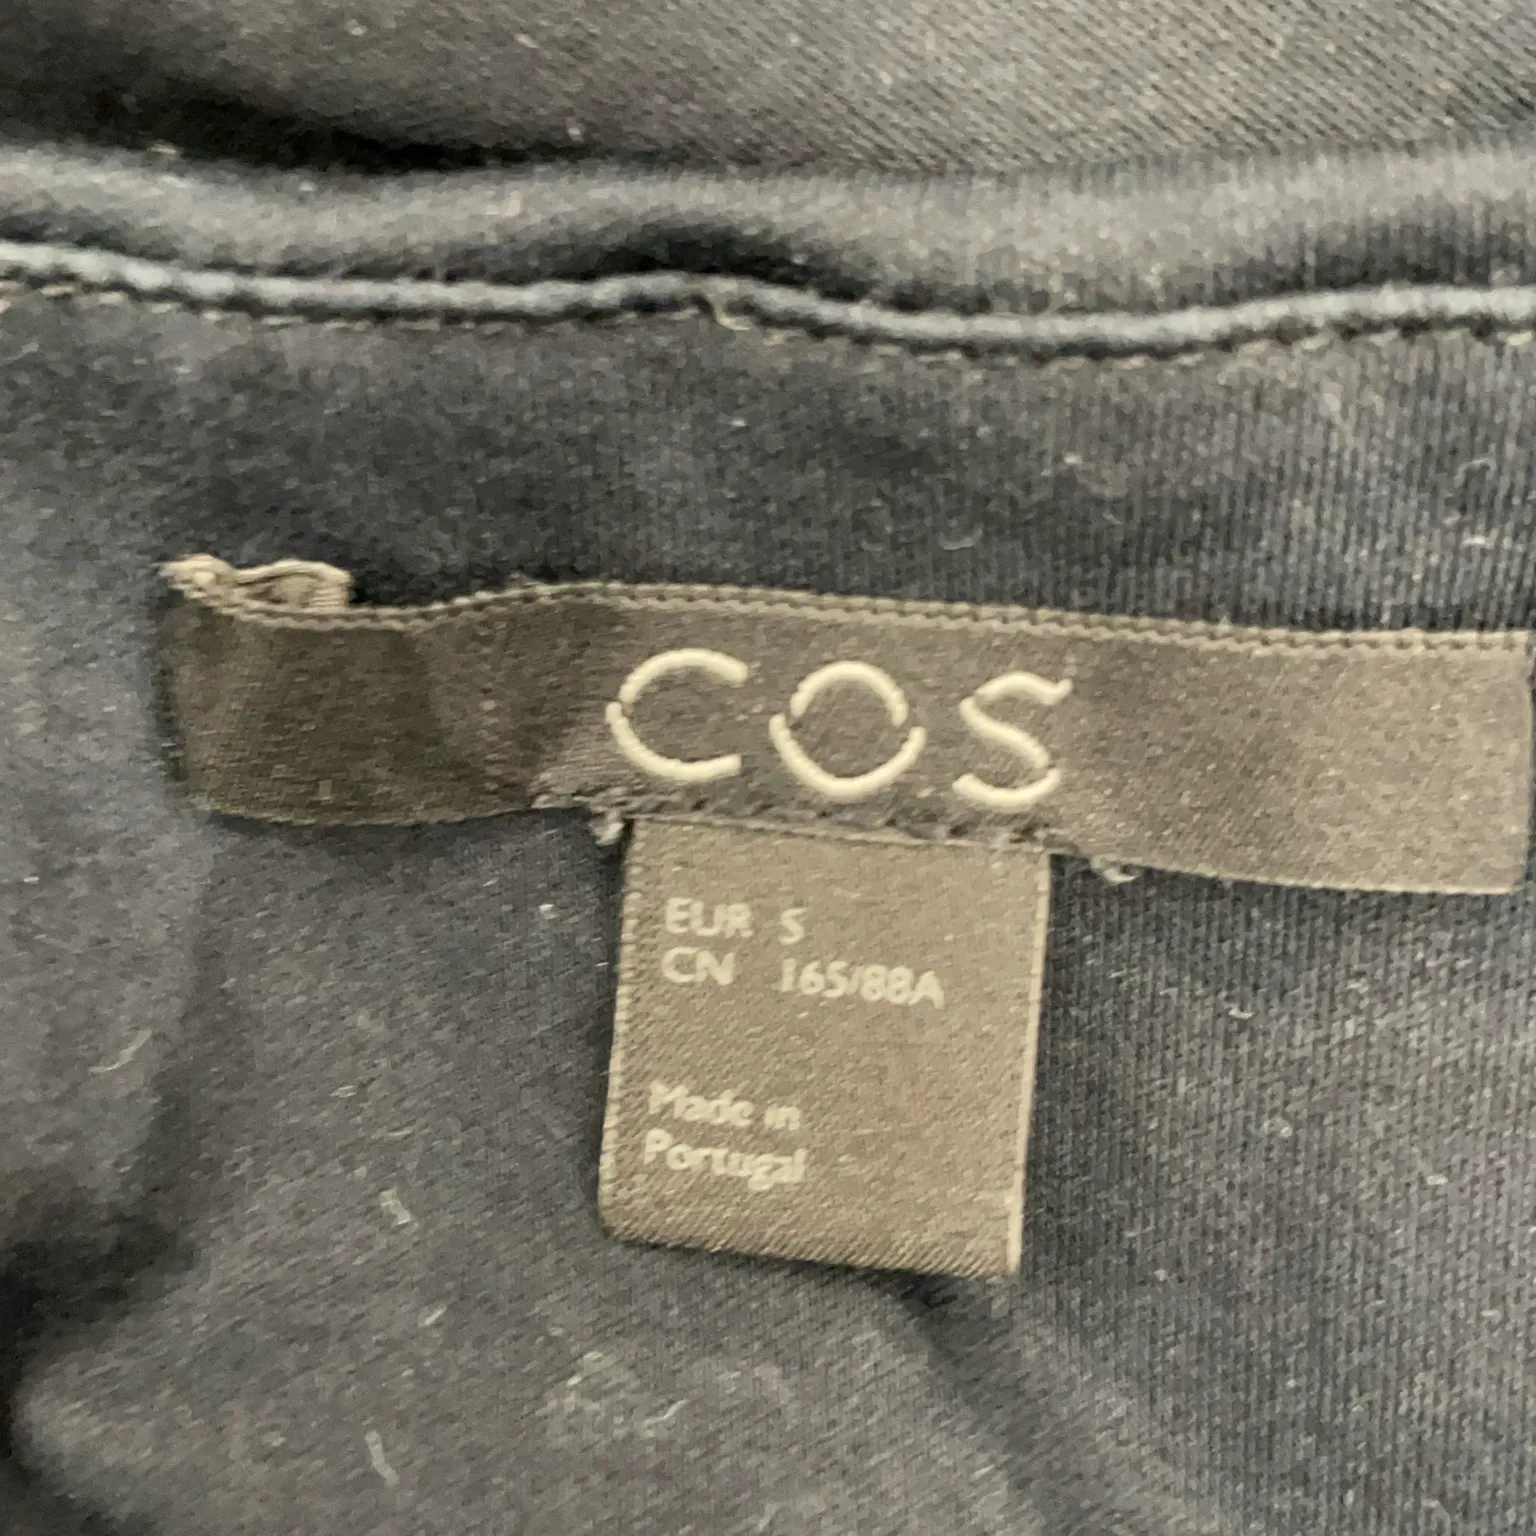 COS
EUR S
CN 165/88A
Made in
Portugal